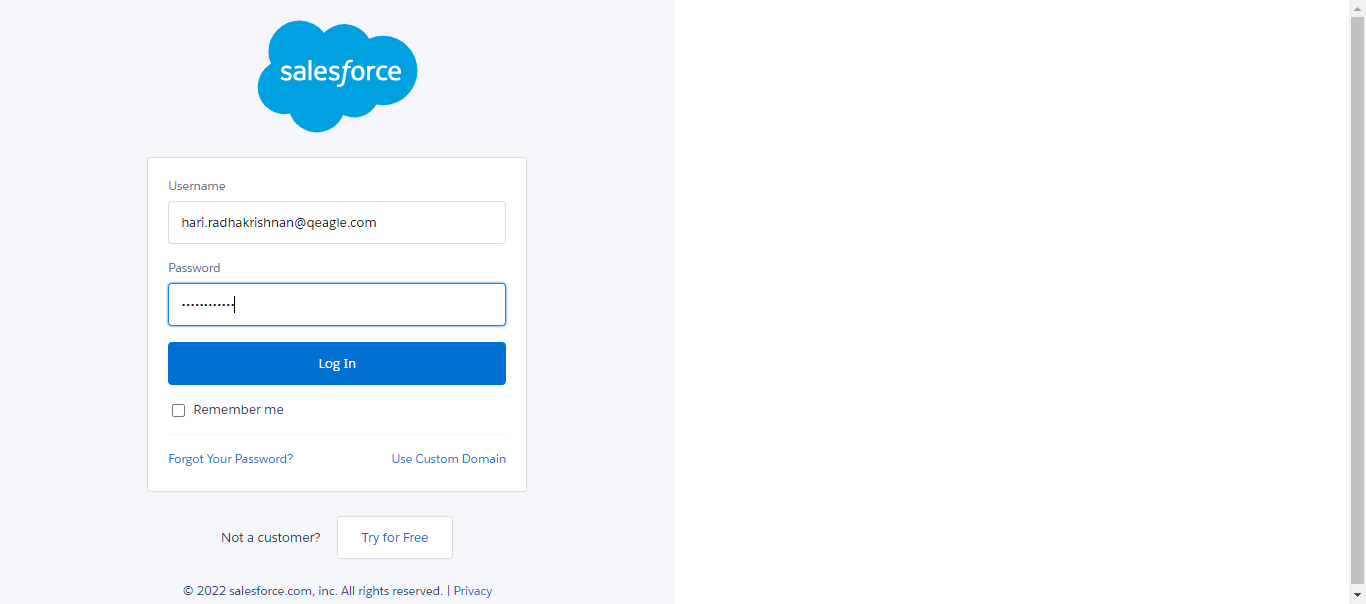 salesforce
Username
hari.radhakrishnan@qeagle.com
Password
••••••••••••
Log In
Remember me
Forgot Your Password? Use Custom Domain
Not a customer? Try for Free
© 2022 salesforce.com, inc. All rights reserved. | Privacy